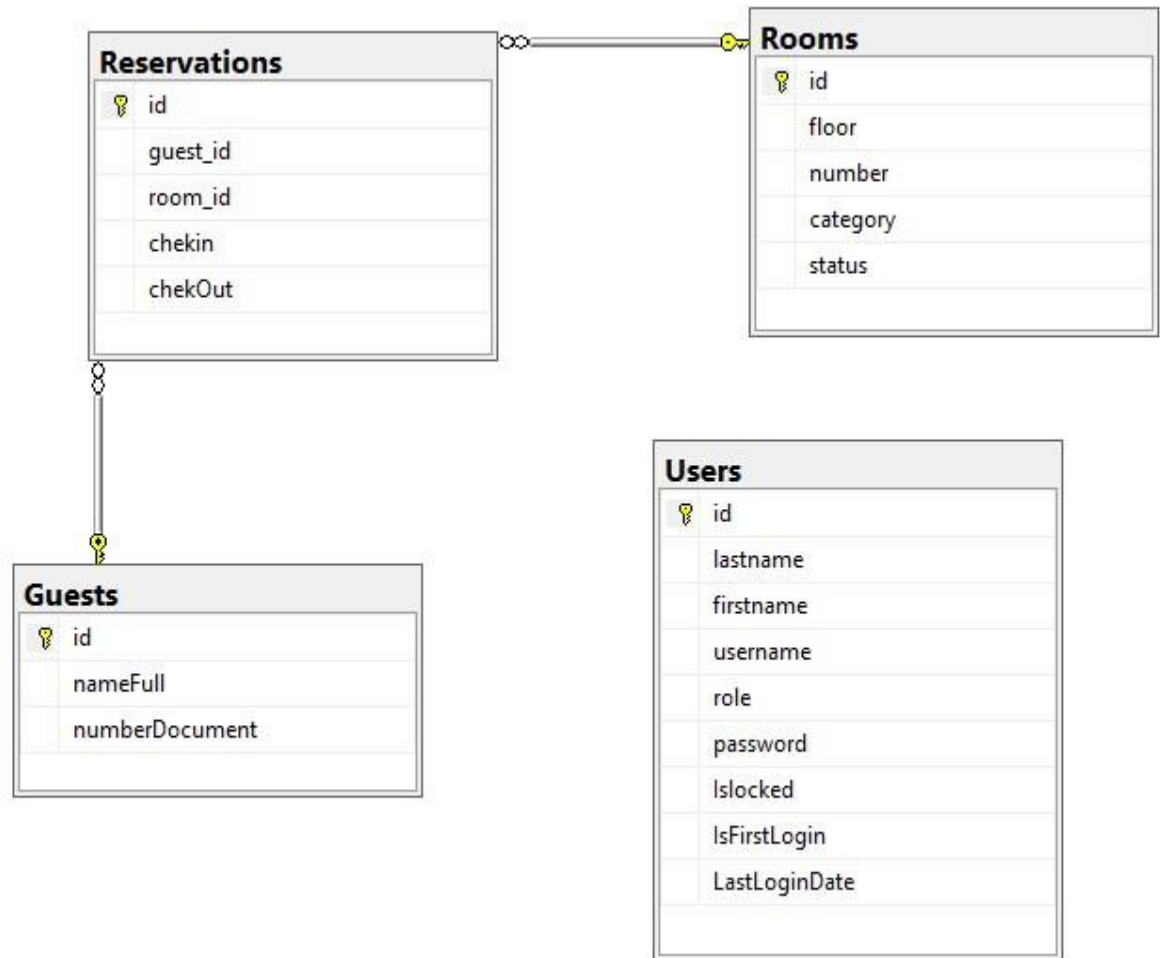 Reservations
id
guest_id
room_id
chekin
chekOut
Rooms
id
floor
number
category
status
Guests
id
nameFull
numberDocument
Users
id
lastname
firstname
username
role
password
Islocked
IsFirstLogin
LastLoginDate